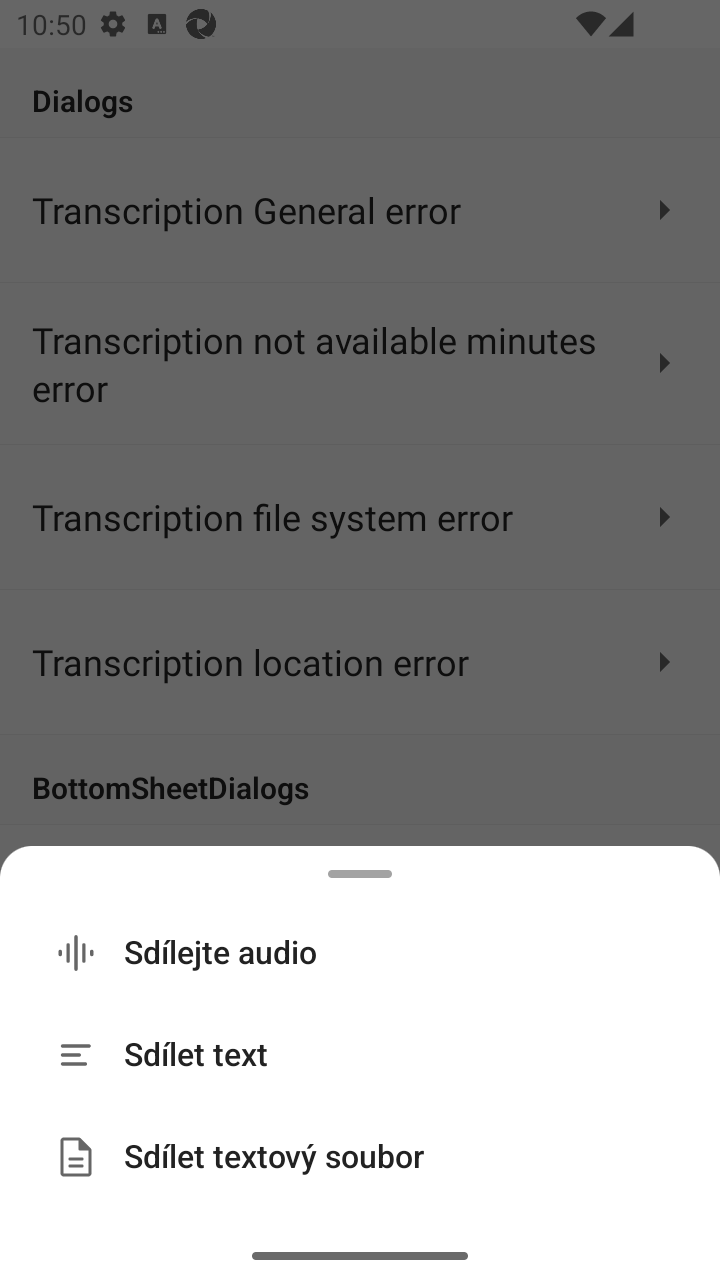 10:50
Dialogs
Transcription General error
Transcription not available minutes
error
Transcription file system error
Transcription location error
BottomSheetDialogs
Sdílejte audio
Sdílet text
Sdílet textový soubor